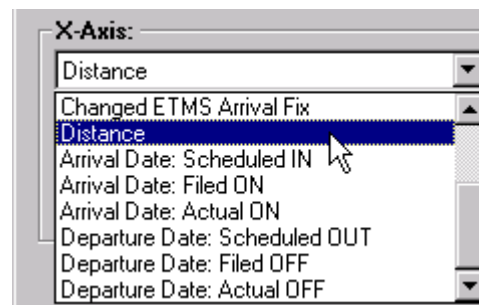 X-Axis:
Distance
Changed ETMS Arrival Fix
Distance
Arrival Date: Scheduled IN
Arrival Date: Filed ON
Arrival Date: Actual ON
Departure Date: Scheduled OUT
Departure Date: Filed OFF
Departure Date: Actual OFF